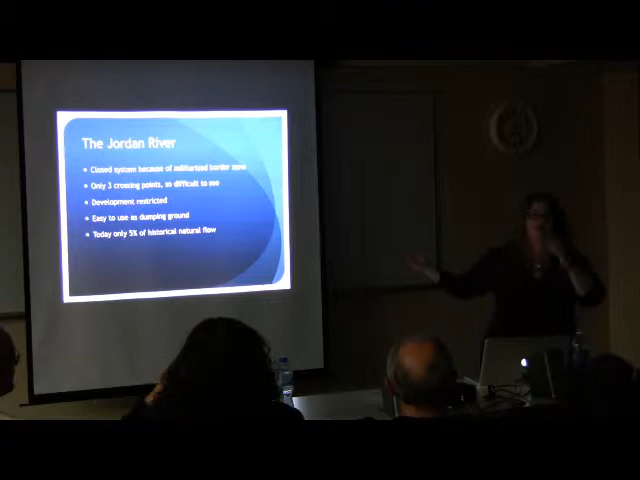 The Jordan River
Closed system because of militarized border zone
Only 3 crossing points, so difficult to see
Development restricted
Easy to use as dumping ground
Today only 5% of historical natural flow